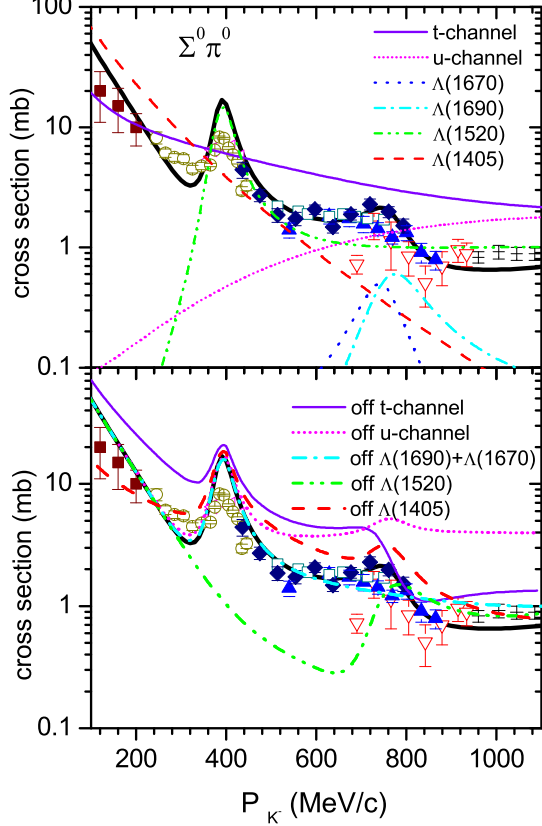 100
Σ⁰π⁰
t-channel
u-channel
Λ(1670)
Λ(1690)
Λ(1520)
Λ(1405)
10
1
0.1
cross section (mb)
off t-channel
off u-channel
off Λ(1690)+Λ(1670)
off Λ(1520)
off Λ(1405)
10
1
0.1
cross section (mb)
200 400 600 800 1000
P K⁻ (MeV/c)